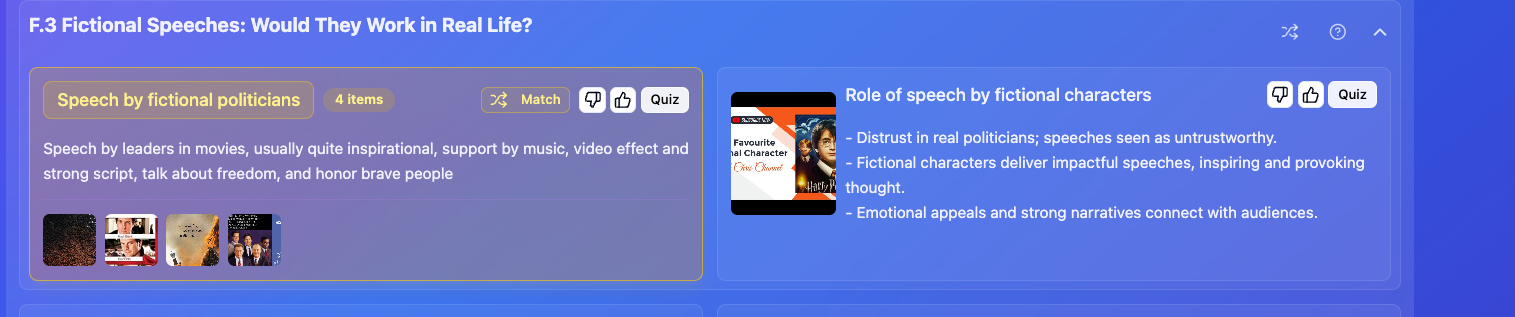 F.3 Fictional Speeches: Would They Work in Real Life?
Speech by fictional politicians
4 items
Match
Quiz
Speech by leaders in movies, usually quite inspirational, support by music, video effect and
strong script, talk about freedom, and honor brave people
Role of speech by fictional characters
Quiz
- Distrust in real politicians; speeches seen as untrustworthy.
- Fictional characters deliver impactful speeches, inspiring and provoking
thought.
- Emotional appeals and strong narratives connect with audiences.
SUBSCRIBE NOW
Favourite
nal Character
Chris Channel
Harry P